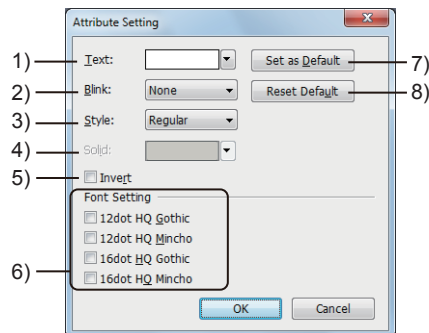 Attribute Setting
1) Text: Set as Default 7)
2) Blink: None Reset Default 8)
3) Style: Regular
4) Solid:
5) Invert
Font Setting
12dot HQ Gothic
12dot HQ Mincho
16dot HQ Gothic
6) 16dot HQ Mincho
OK Cancel